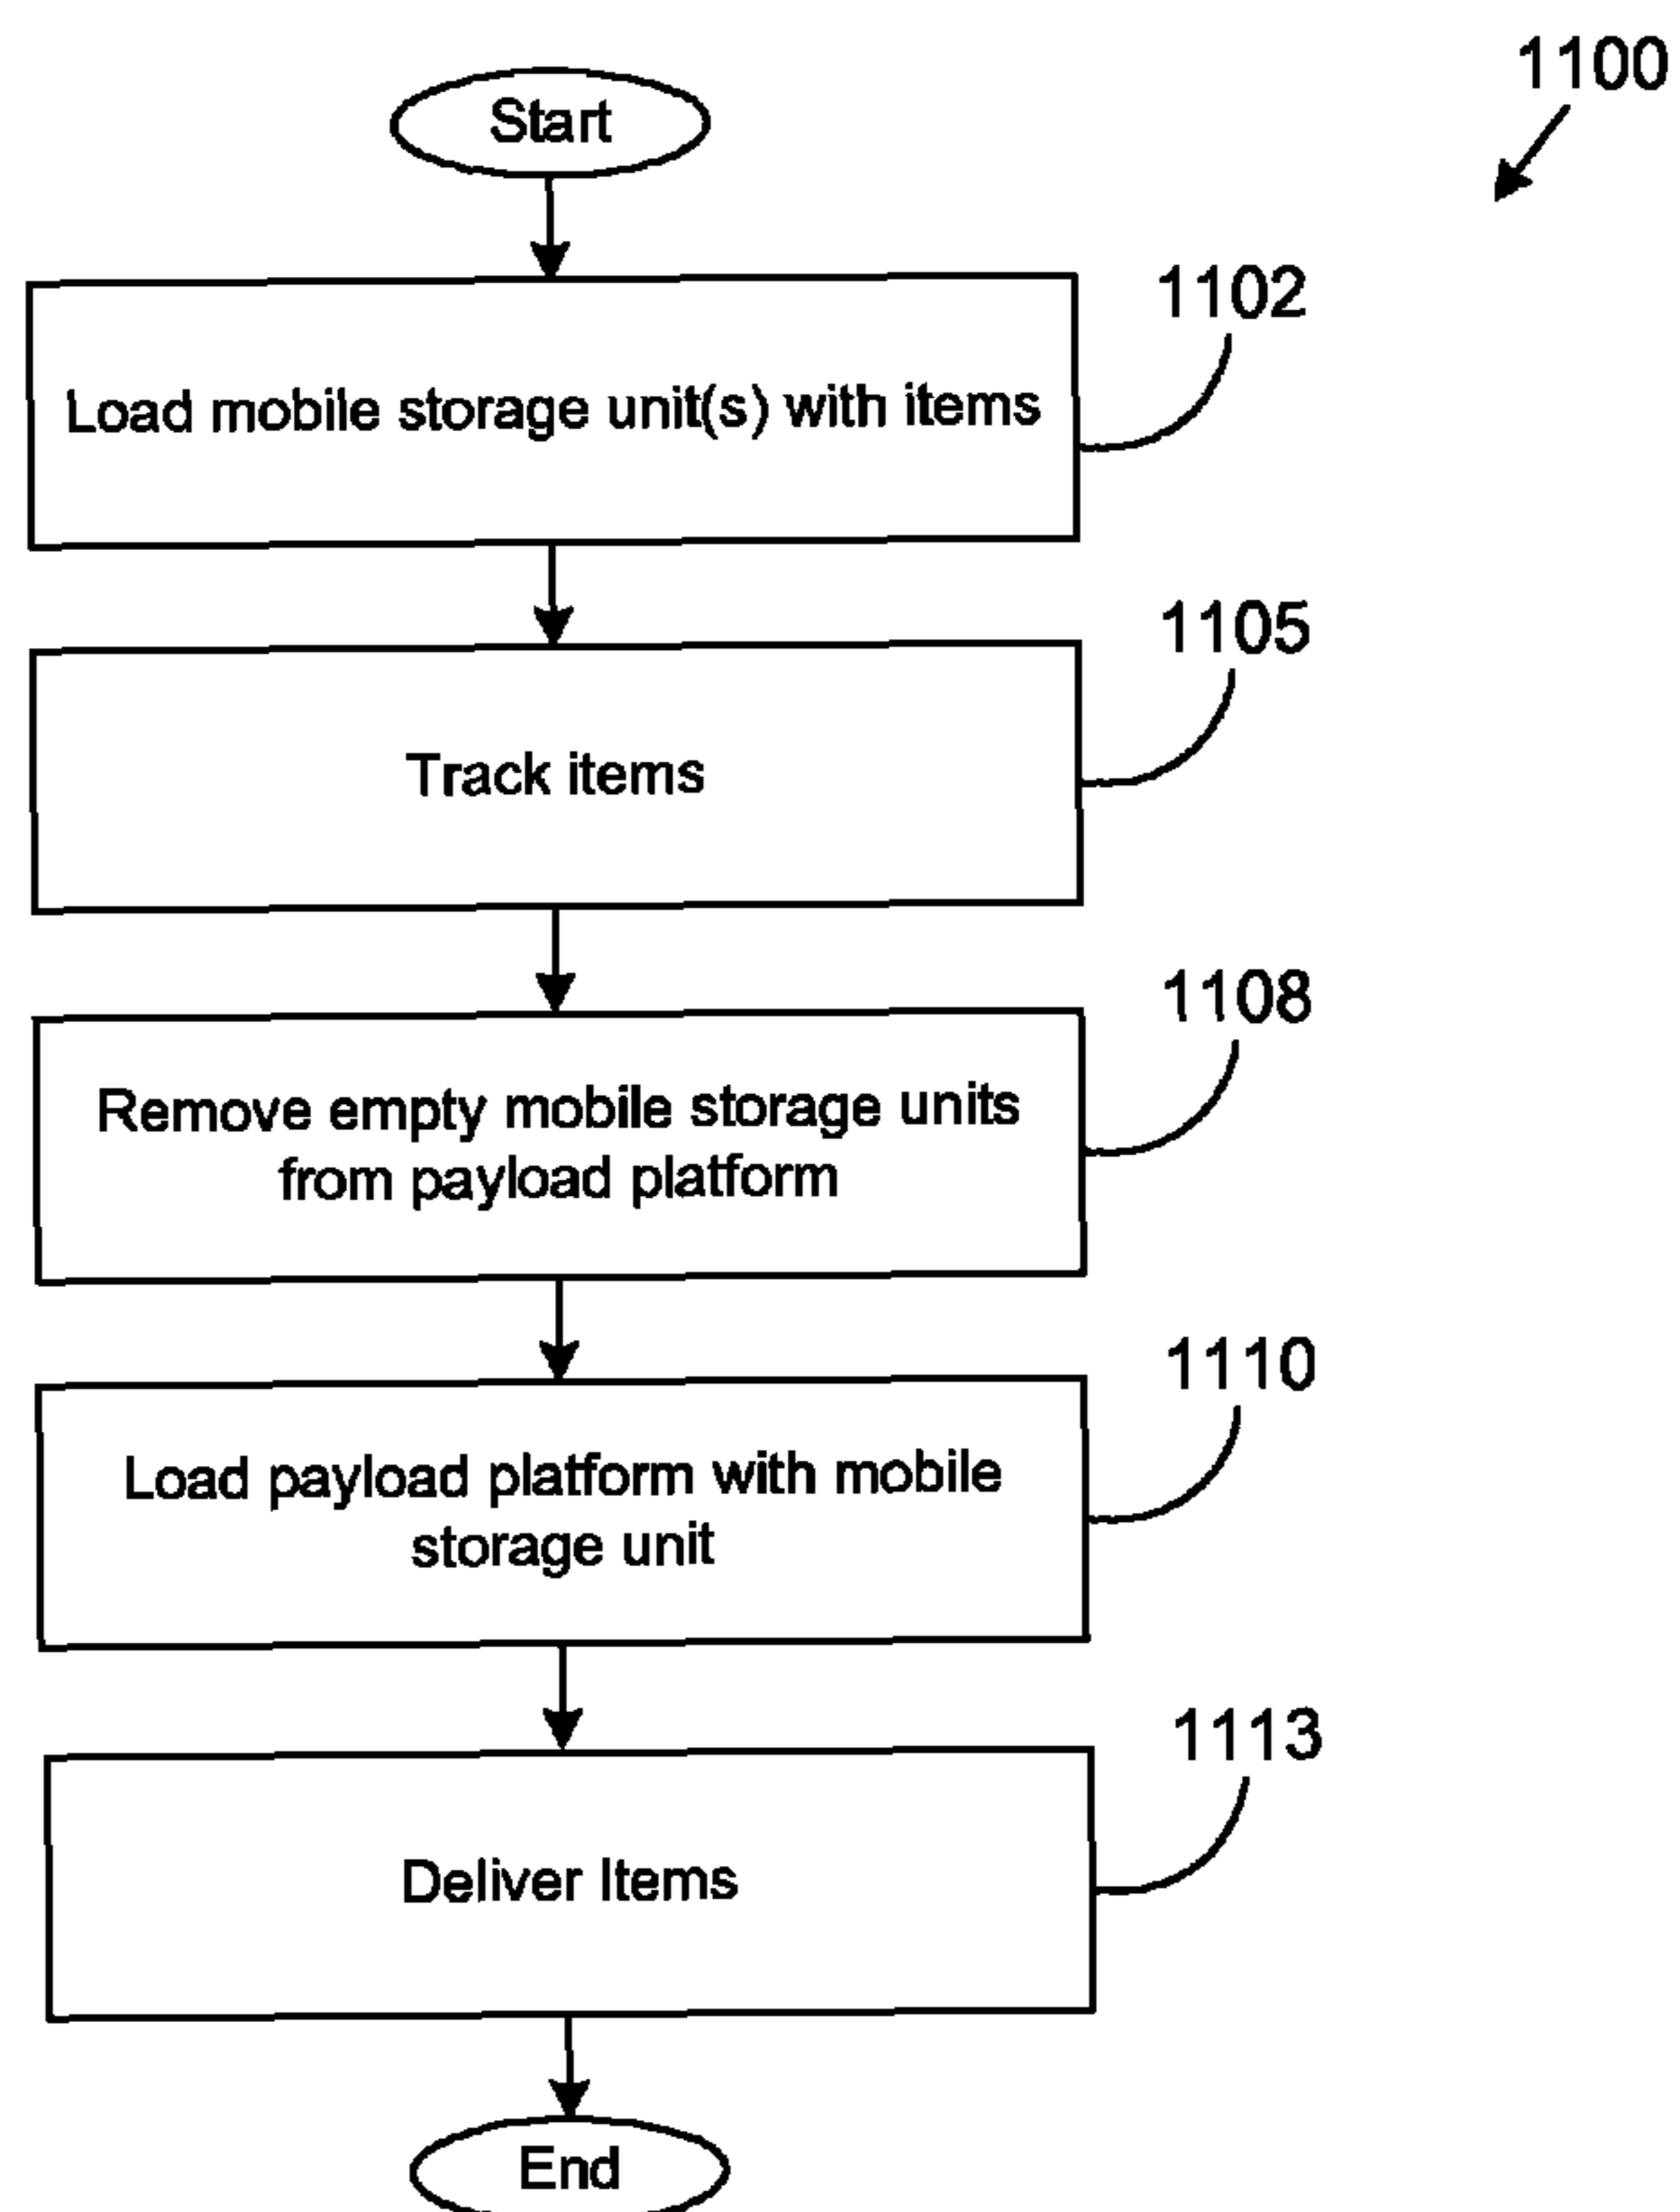 1100
Start
1102
Load mobile storage unit(s) with items
1105
Track items
1108
Remove empty mobile storage units
from payload platform
1110
Load payload platform with mobile
storage unit
1113
Deliver Items
End